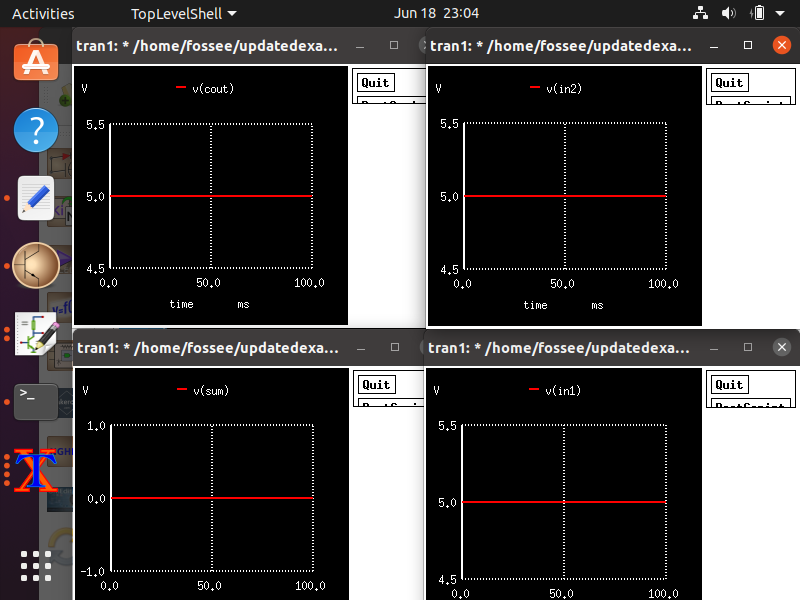 Activities TopLevelShell Jun 18 23:04
tran1: * /home/fossee/updatedexa...
V v(cout)
5.5
5.0
4.5
0.0 50.0 100.0
time ms
Quit
tran1: * /home/fossee/updatedexa...
V v(in2)
5.5
5.0
4.5
0.0 50.0 100.0
time ms
Quit
PostScript
tran1: * /home/fossee/updatedexa...
V v(sum)
1.0
0.0
-1.0
0.0 50.0 100.0
Quit
tran1: * /home/fossee/updatedexa...
V v(in1)
5.5
5.0
4.5
0.0 50.0 100.0
Quit
PostScript